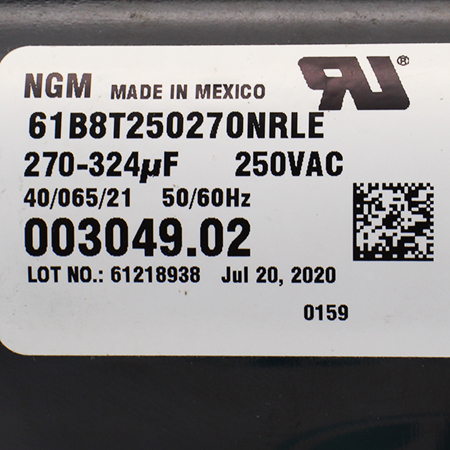 NGM MADE IN MEXICO
61B8T250270NRLE
270-324µF 250VAC
40/065/21 50/60Hz
003049.02
LOT NO.: 61218938 Jul 20, 2020
0159